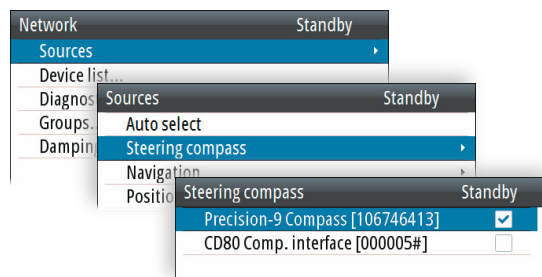 Network Standby
Sources
Device list...
Diagnos
Groups..
Damping
Sources Standby
Auto select
Steering compass
Navigation
Positio
Steering compass Standby
Precision-9 Compass [106746413]
CD80 Comp. interface [000005#]